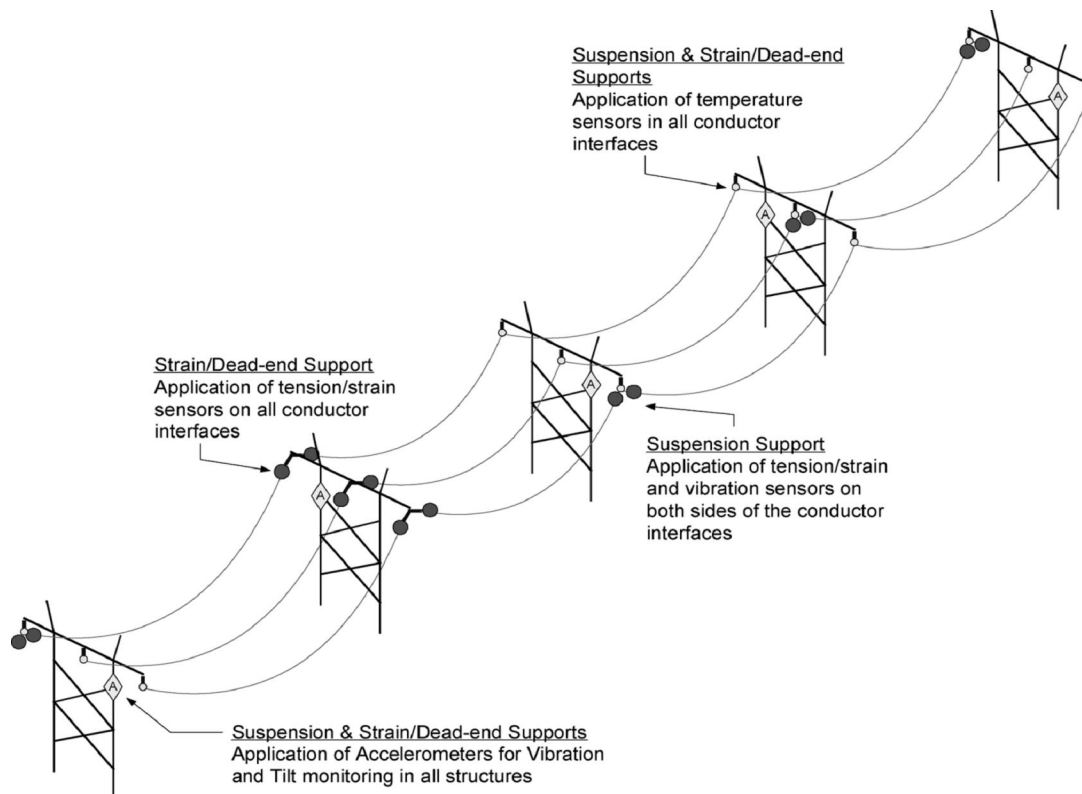 Suspension & Strain/Dead-end
Supports
Application of temperature
sensors in all conductor
interfaces
A
A
A
Strain/Dead-end Support
Application of tension/strain
sensors on all conductor
interfaces
Suspension Support
Application of tension/strain
and vibration sensors on
both sides of the conductor
interfaces
A
A
Suspension & Strain/Dead-end Supports
Application of Accelerometers for Vibration
and Tilt monitoring in all structures